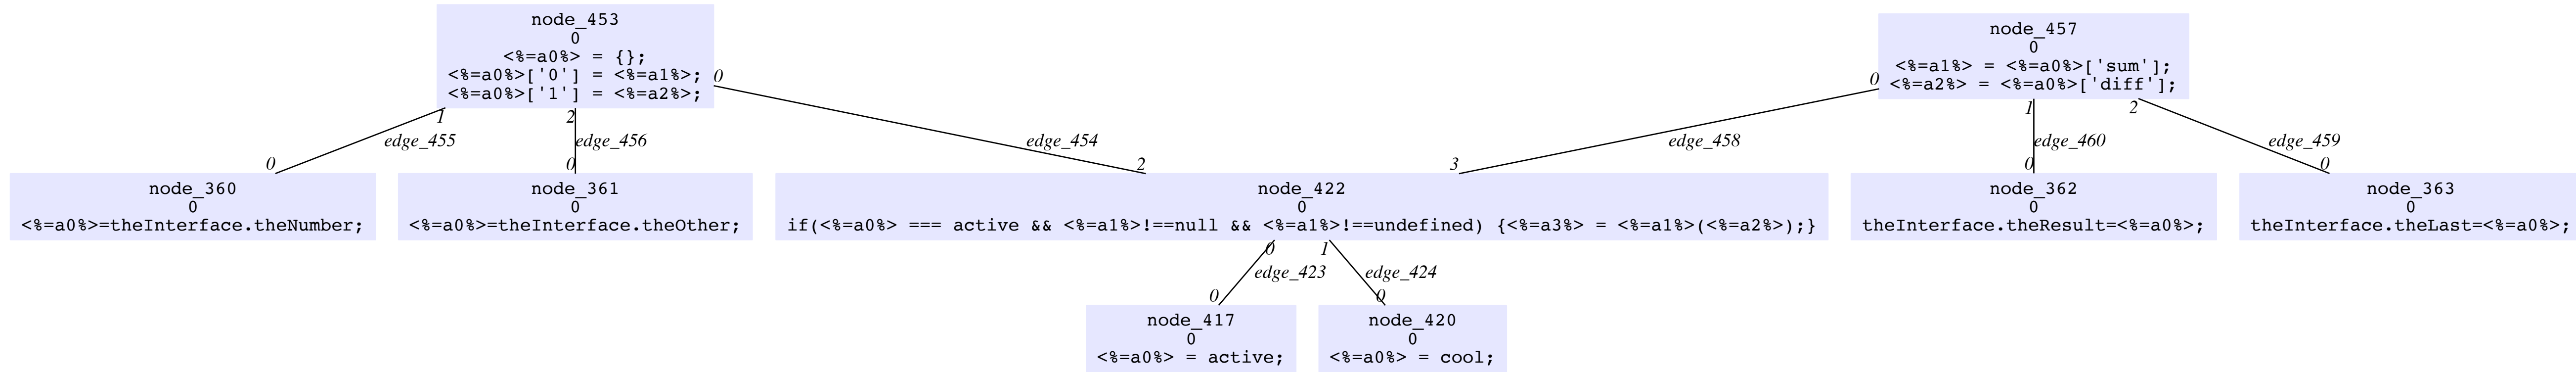 node_453
0
<%=a0%> = {};
<%=a0%>['0'] = <%=a1%>;
<%=a0%>['1'] = <%=a2%>;
node_457
0
<%=a1%> = <%=a0%>['sum'];
<%=a2%> = <%=a0%>['diff'];
0
0
1
2
1
2
edge_455
edge_456
edge_454
edge_458
edge_460
edge_459
0
0
2
3
0
0
node_360
0
<%=a0%>=theInterface.theNumber;
node_361
0
<%=a0%>=theInterface.theOther;
node_422
0
if(<%=a0%> === active && <%=a1%>!==null && <%=a1%>!==undefined) {<%=a3%> = <%=a1%>(<%=a2%>);}
node_362
0
theInterface.theResult=<%=a0%>;
node_363
0
theInterface.theLast=<%=a0%>;
0
1
edge_423
edge_424
0
0
node_417
0
<%=a0%> = active;
node_420
0
<%=a0%> = cool;